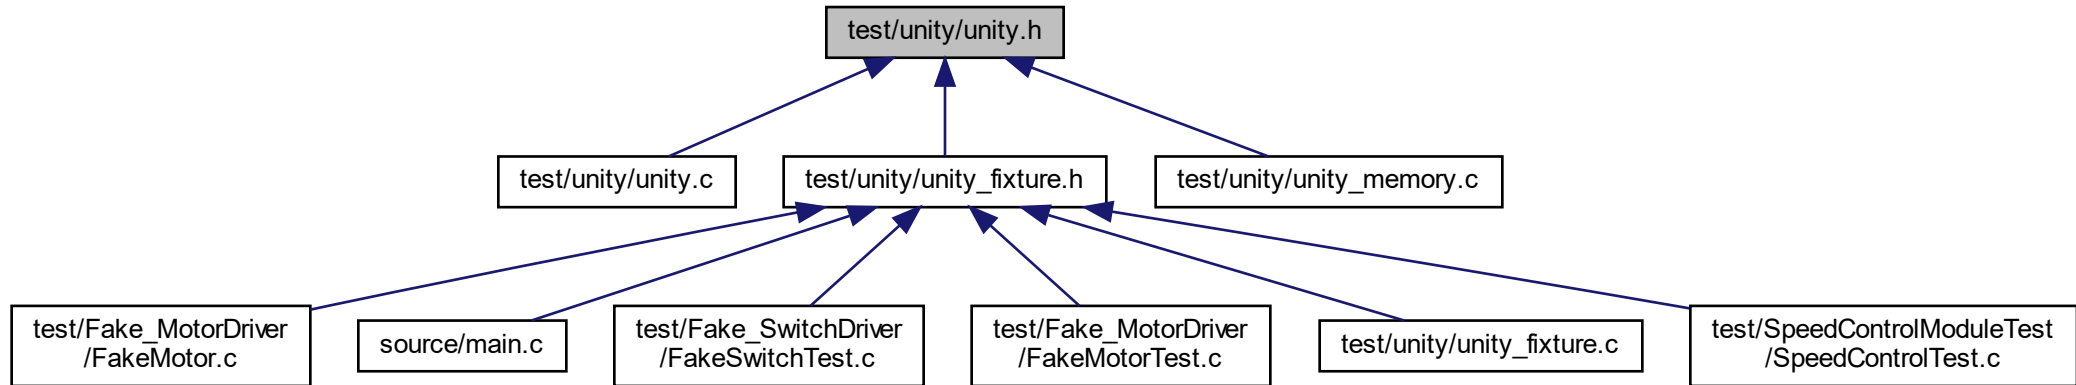 test/unity/unity.h
test/unity/unity.c
test/unity/unity_fixture.h
test/unity/unity_memory.c
test/Fake_MotorDriver
/FakeMotor.c
source/main.c
test/Fake_SwitchDriver
/FakeSwitchTest.c
test/Fake_MotorDriver
/FakeMotorTest.c
test/unity/unity_fixture.c
test/SpeedControlModuleTest
/SpeedControlTest.c